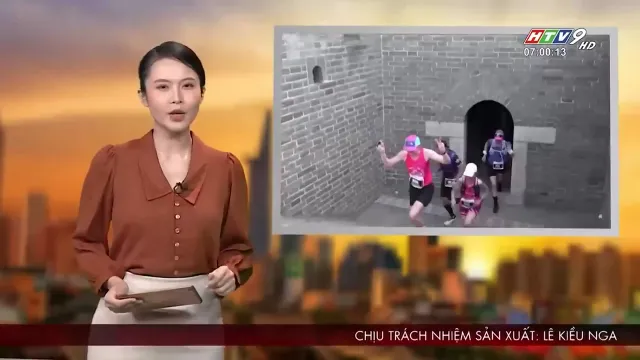 HTV9 HD
07:00:13
CHỊU TRÁCH NHIỆM SẢN XUẤT: LÊ KIỀU NGA